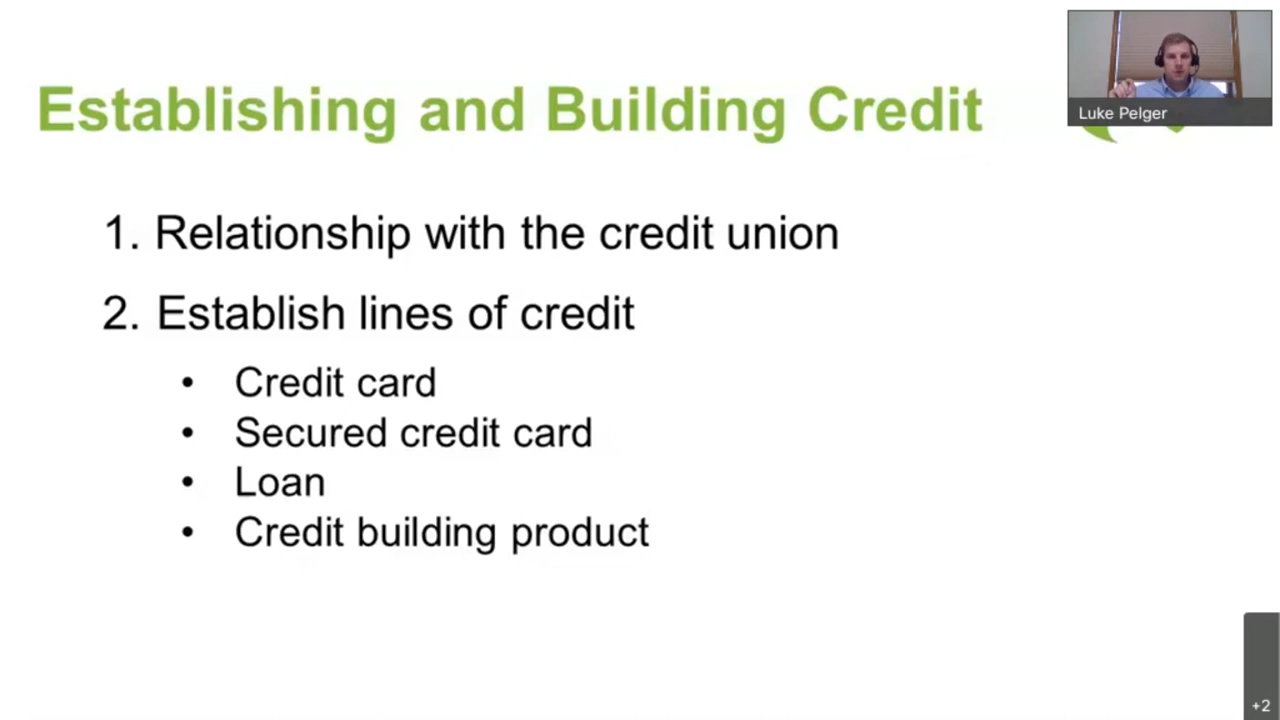 Establishing and Building Credit
Luke Pelger
1. Relationship with the credit union
2. Establish lines of credit
• Credit card
• Secured credit card
• Loan
• Credit building product
+2